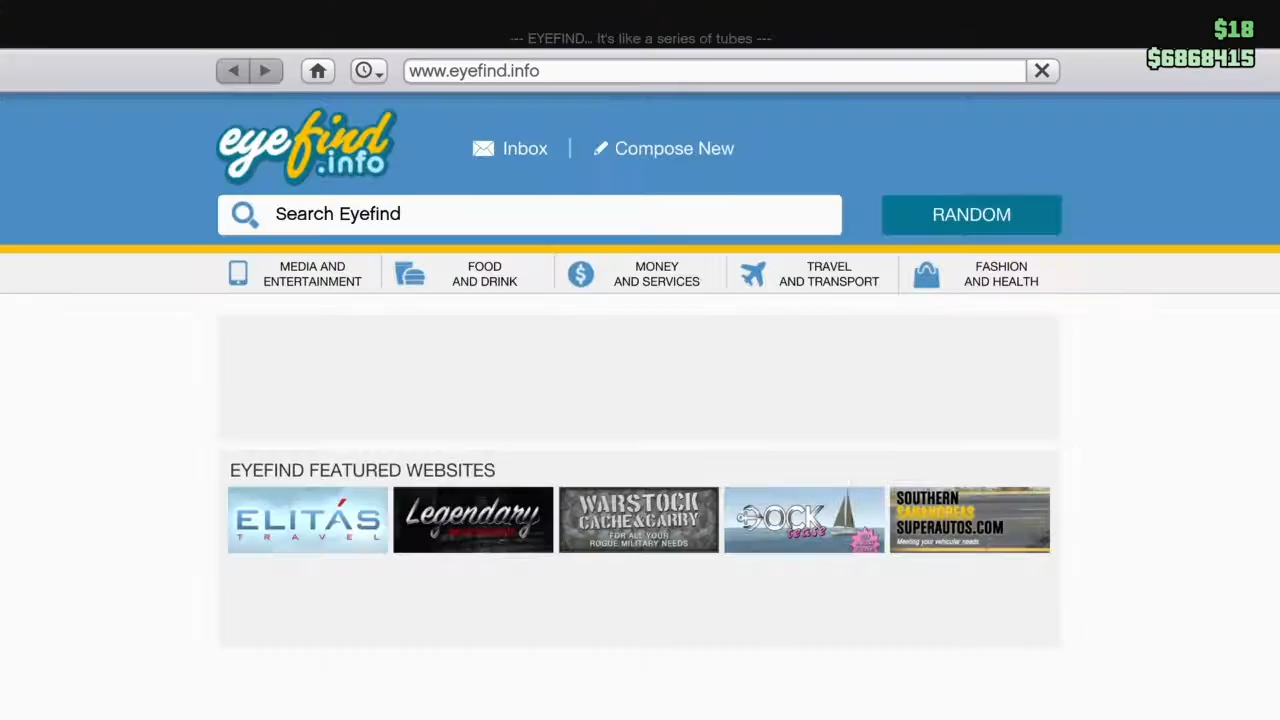 $18
--- EYEFIND... It's like a series of tubes ---
$6868415
www.eyefind.info
eyefind
.info
Inbox
Compose New
Search Eyefind
RANDOM
MEDIA AND
ENTERTAINMENT
FOOD
AND DRINK
MONEY
AND SERVICES
TRAVEL
AND TRANSPORT
FASHION
AND HEALTH
EYEFIND FEATURED WEBSITES
ELITÁS
TRAVEL
Legendary
WARSTOCK
CACHE&CARRY
FOR ALL YOUR
ROGUE MILITARY NEEDS
DOCK
tease
SOUTHERN
SANANDREAS
SUPERAUTOS.COM
Meeting your vehicular needs